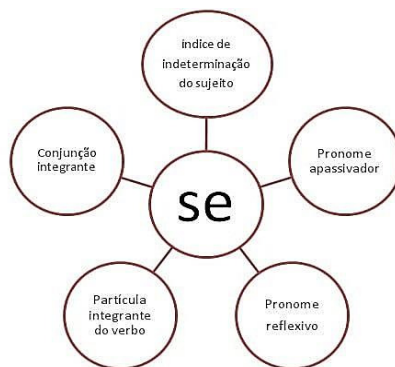 índice de
indeterminação
do sujeito
Conjunção
integrante
Pronome
apassivador
se
Partícula
integrante
do verbo
Pronome
reflexivo